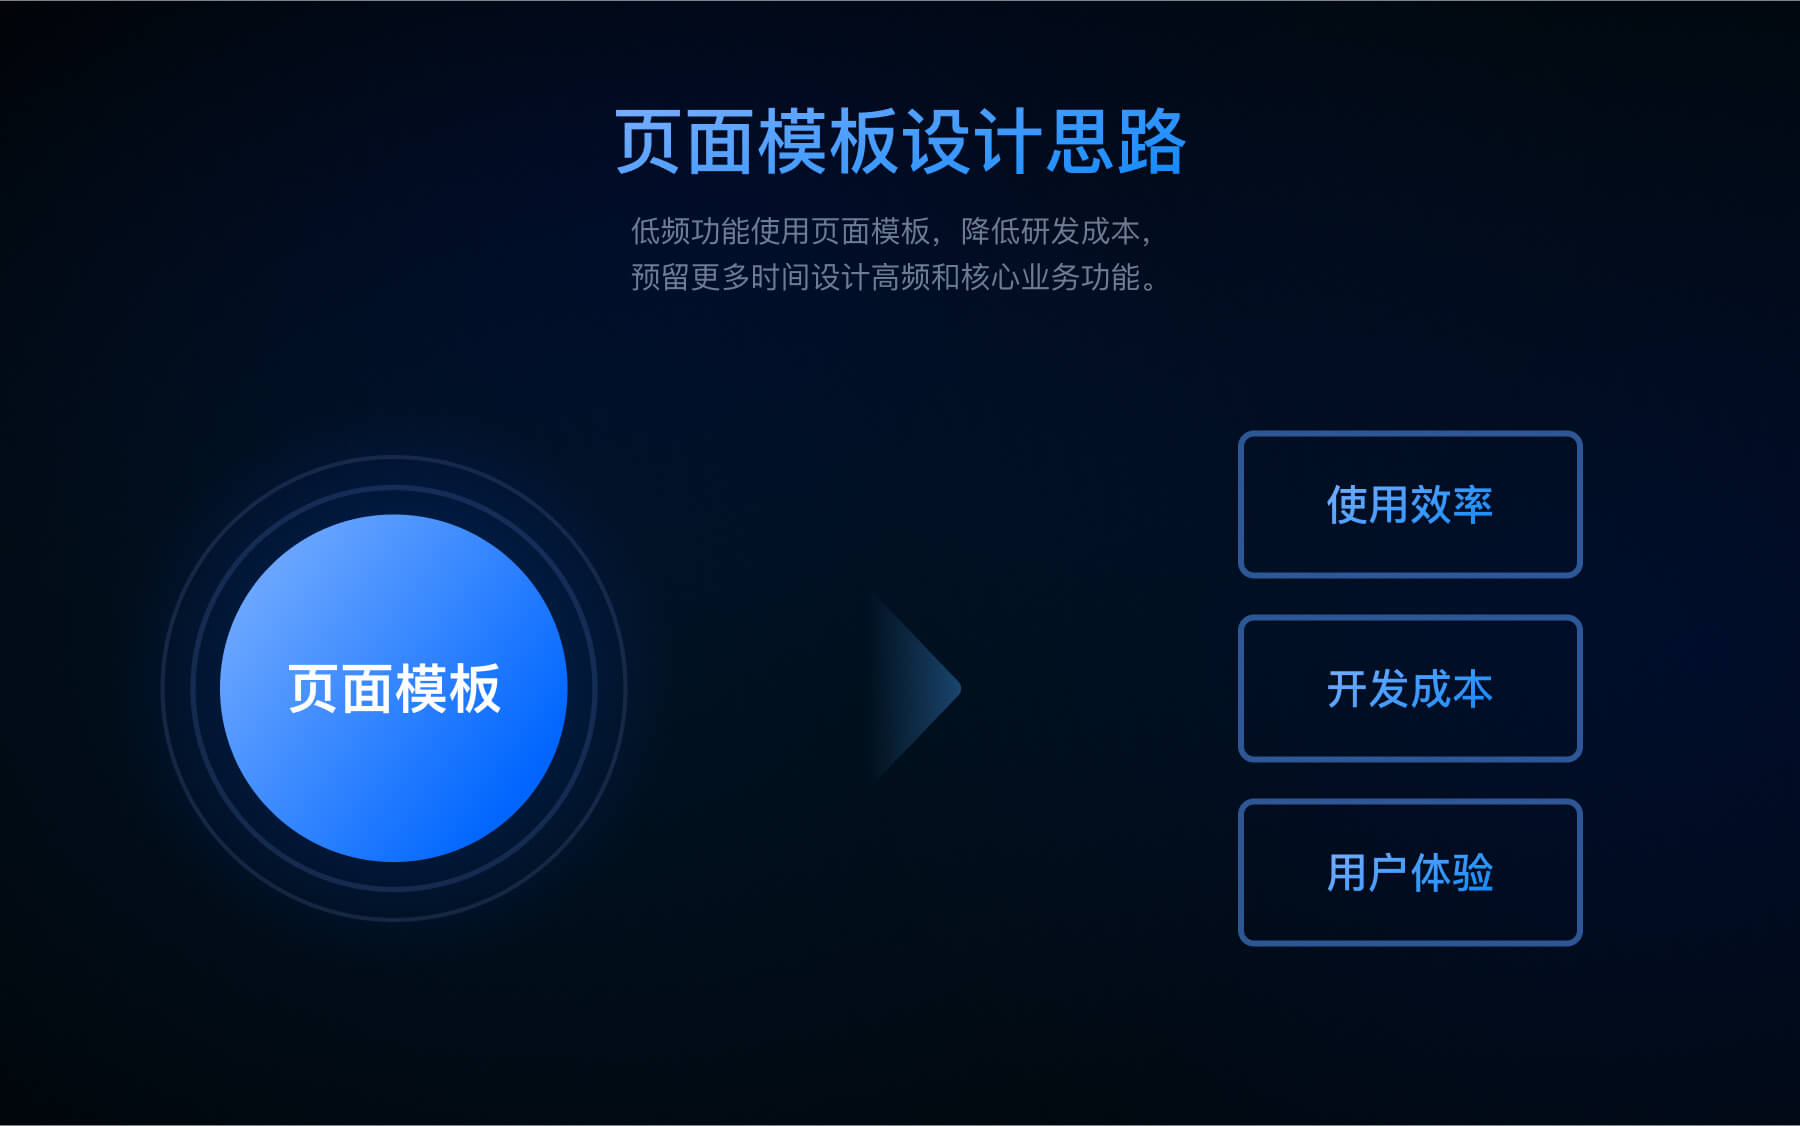 页面模板设计思路
低频功能使用页面模板，降低研发成本，
预留更多时间设计高频和核心业务功能。
页面模板
使用效率
开发成本
用户体验